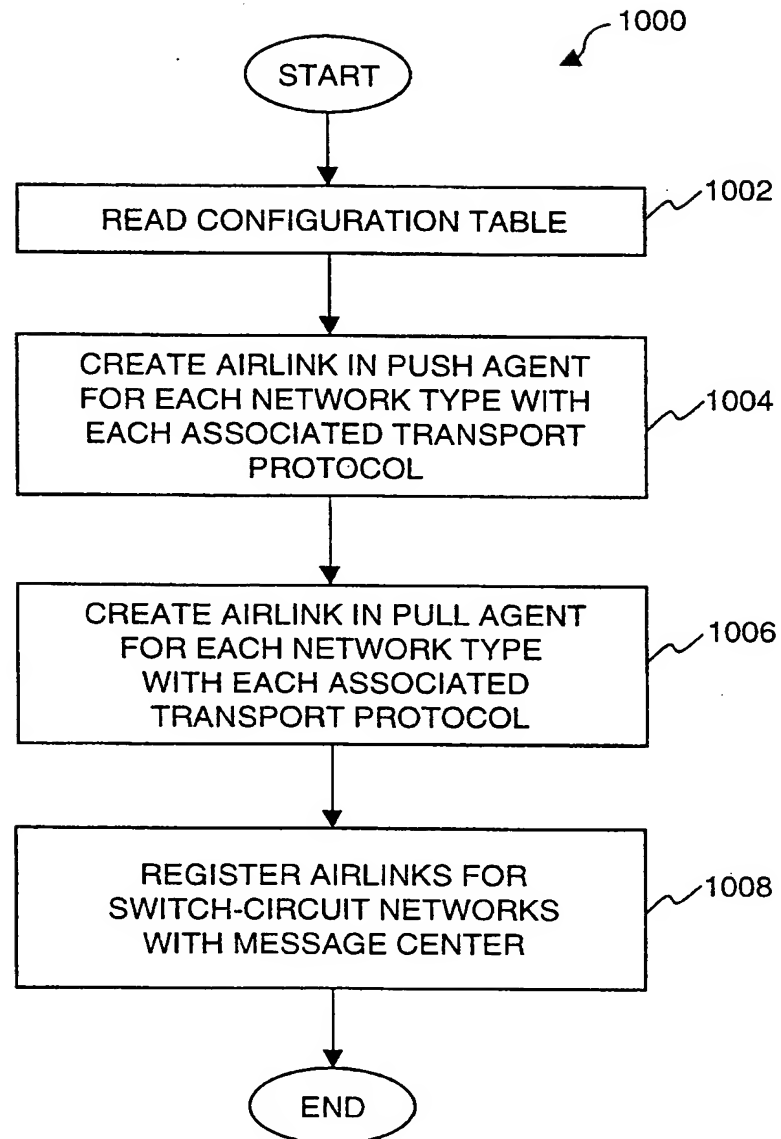 1000
START
READ CONFIGURATION TABLE
1002
CREATE AIRLINK IN PUSH AGENT
FOR EACH NETWORK TYPE WITH
EACH ASSOCIATED TRANSPORT
PROTOCOL
1004
CREATE AIRLINK IN PULL AGENT
FOR EACH NETWORK TYPE
WITH EACH ASSOCIATED
TRANSPORT PROTOCOL
1006
REGISTER AIRLINKS FOR
SWITCH-CIRCUIT NETWORKS
WITH MESSAGE CENTER
1008
END